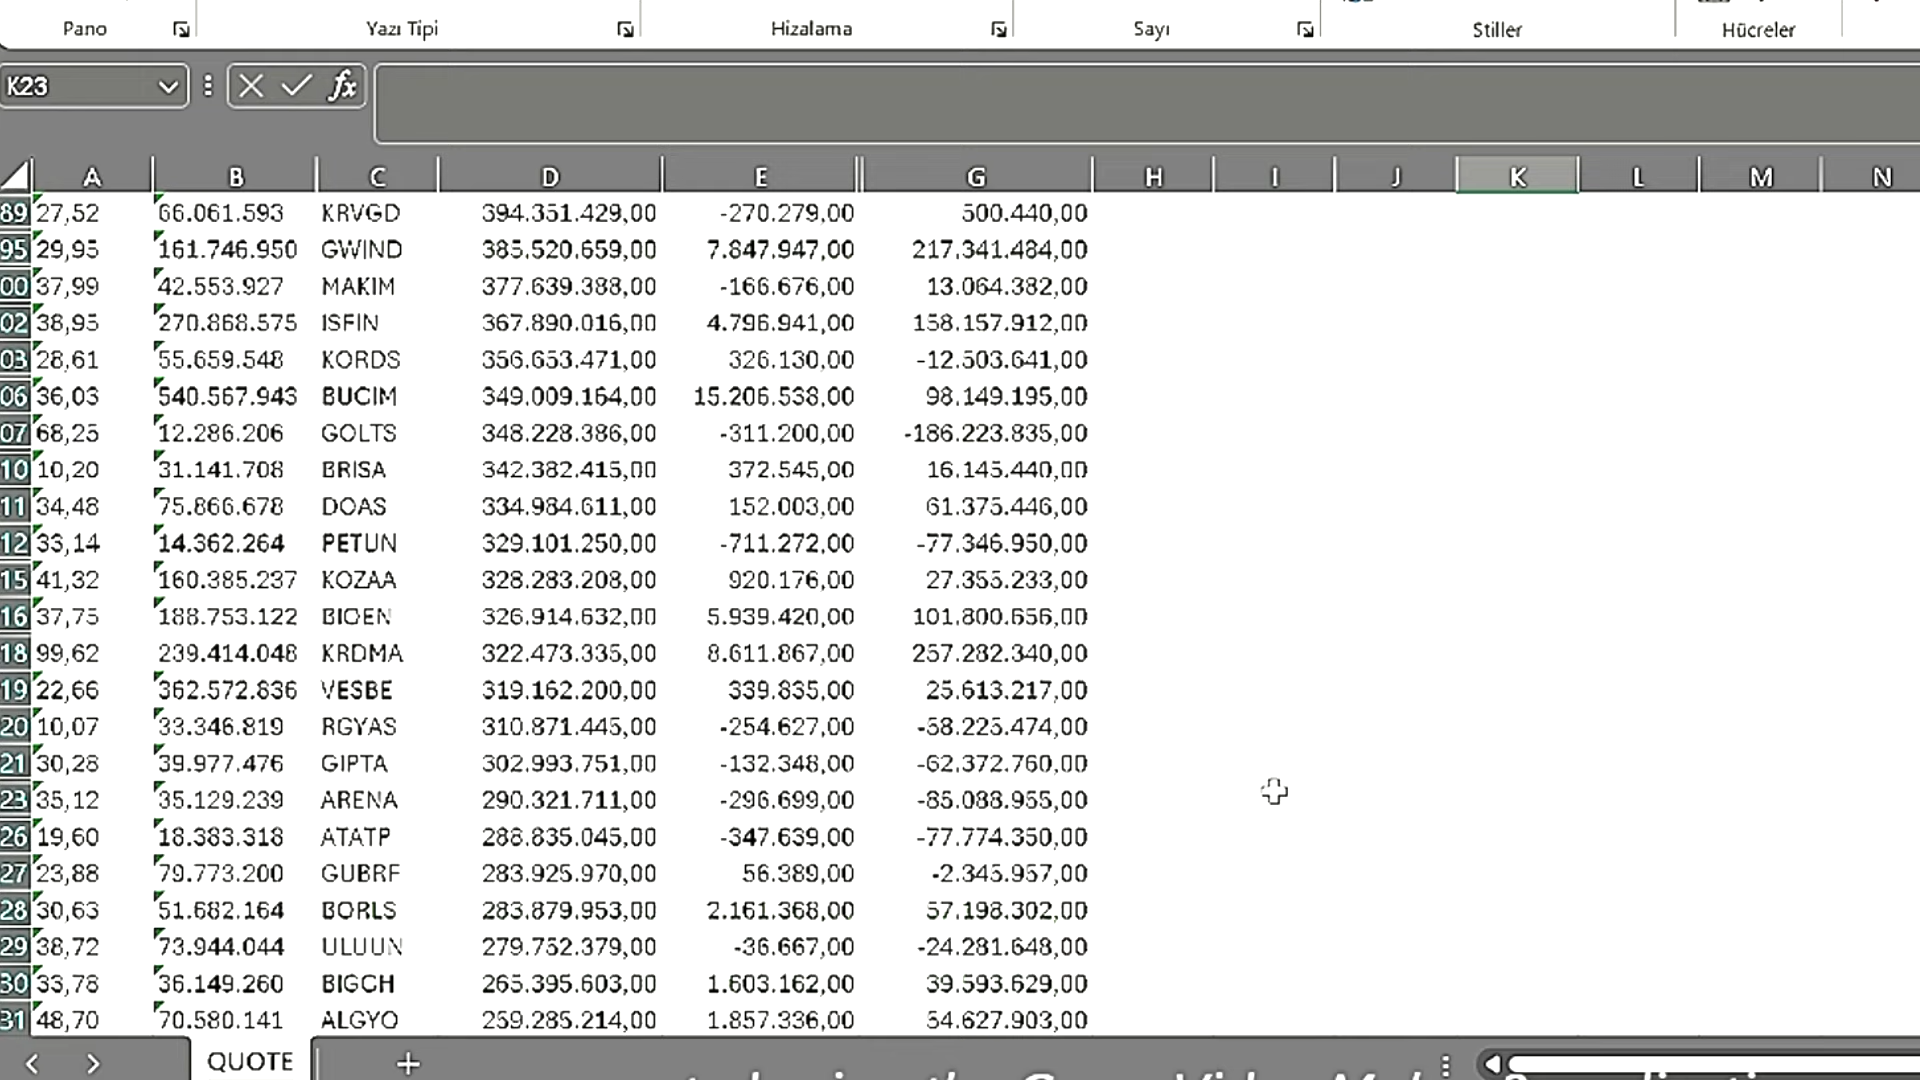 Pano Yazı Tipi Hizalama Sayı Stiller Hücreler
K23 fx
A B C D E G H I J K L M N
89 27,52 66.061.593 KRVGD 394.351.429,00 -270.279,00 500.440,00
95 29,95 161.746.950 GWIND 385.520.659,00 7.847.947,00 217.341.484,00
00 37,99 42.553.927 MAKIM 377.639.388,00 -166.676,00 13.064.382,00
02 38,95 270.868.575 ISFIN 367.890.016,00 4.796.941,00 158.157.912,00
03 28,61 55.659.548 KORDS 356.653.471,00 326.130,00 -12.503.641,00
06 36,03 540.567.943 BUCIM 349.009.164,00 15.206.538,00 98.149.195,00
07 68,25 12.286.206 GOLTS 348.228.386,00 -311.200,00 -186.223.835,00
10 10,20 31.141.708 BRISA 342.382.415,00 372.545,00 16.145.440,00
11 34,48 75.866.678 DOAS 334.984.611,00 152.003,00 61.375.446,00
12 33,14 14.362.264 PETUN 329.101.250,00 -711.272,00 -77.346.950,00
15 41,32 160.385.237 KOZAA 328.283.208,00 920.176,00 27.355.233,00
16 37,75 188.753.122 BIGEN 326.914.632,00 5.939.420,00 101.800.656,00
18 99,62 239.414.048 KRDMA 322.473.335,00 8.611.867,00 257.282.340,00
19 22,66 362.572.836 VESBE 319.162.200,00 339.835,00 25.613.217,00
20 10,07 33.346.819 RGYAS 310.871.445,00 -254.627,00 -58.225.474,00
21 30,28 39.977.476 GIPTA 302.993.751,00 -132.348,00 -62.372.760,00
23 35,12 35.129.239 ARENA 290.321.711,00 -296.699,00 -85.088.955,00
26 19,60 18.383.318 ATATP 288.835.045,00 -347.639,00 -77.774.350,00
27 23,88 79.773.200 GUBRF 283.925.970,00 56.389,00 -2.345.957,00
28 30,63 51.682.164 BORLS 283.879.953,00 2.161.368,00 57.198.302,00
29 38,72 73.944.044 ULUUN 279.752.379,00 -36.667,00 -24.281.648,00
30 33,78 36.149.260 BIGCH 265.395.603,00 1.603.162,00 39.593.629,00
31 48,70 70.580.141 ALGYO 259.285.214,00 1.857.336,00 54.627.903,00
QUOTE